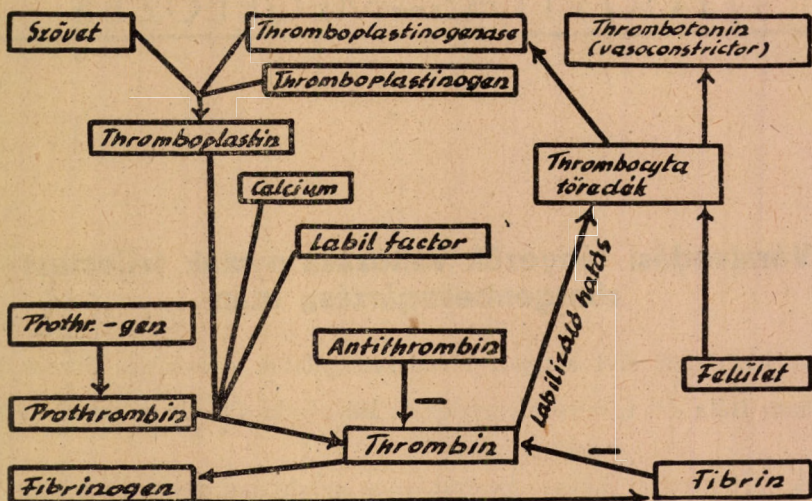 Szövet
Thromboplastinogenase
Thrombotonin
(vasoconstrictor)
Thromboplastinogen
Thromboplastin
Thrombocyta
töredék
Calcium
Labil factor
Labilizáló hatás
Prothr.-gen
Antithrombin
Felület
Prothrombin
Thrombin
Fibrinogen
Fibrin